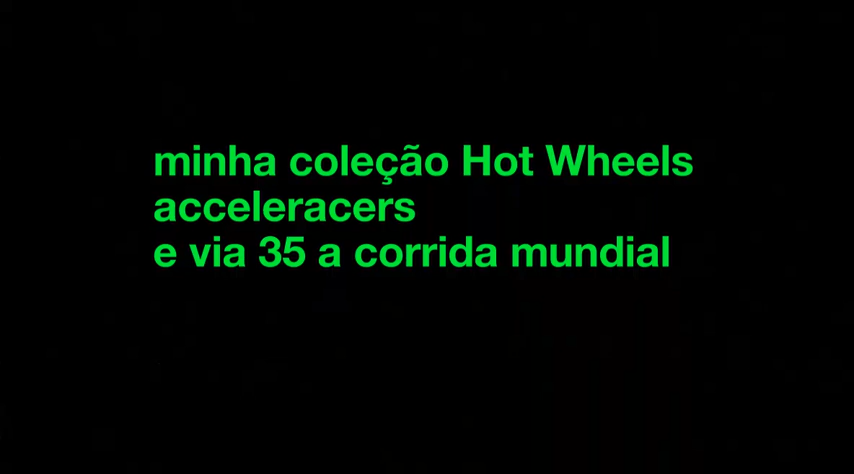 minha coleção Hot Wheels
acceleracers
e via 35 a corrida mundial